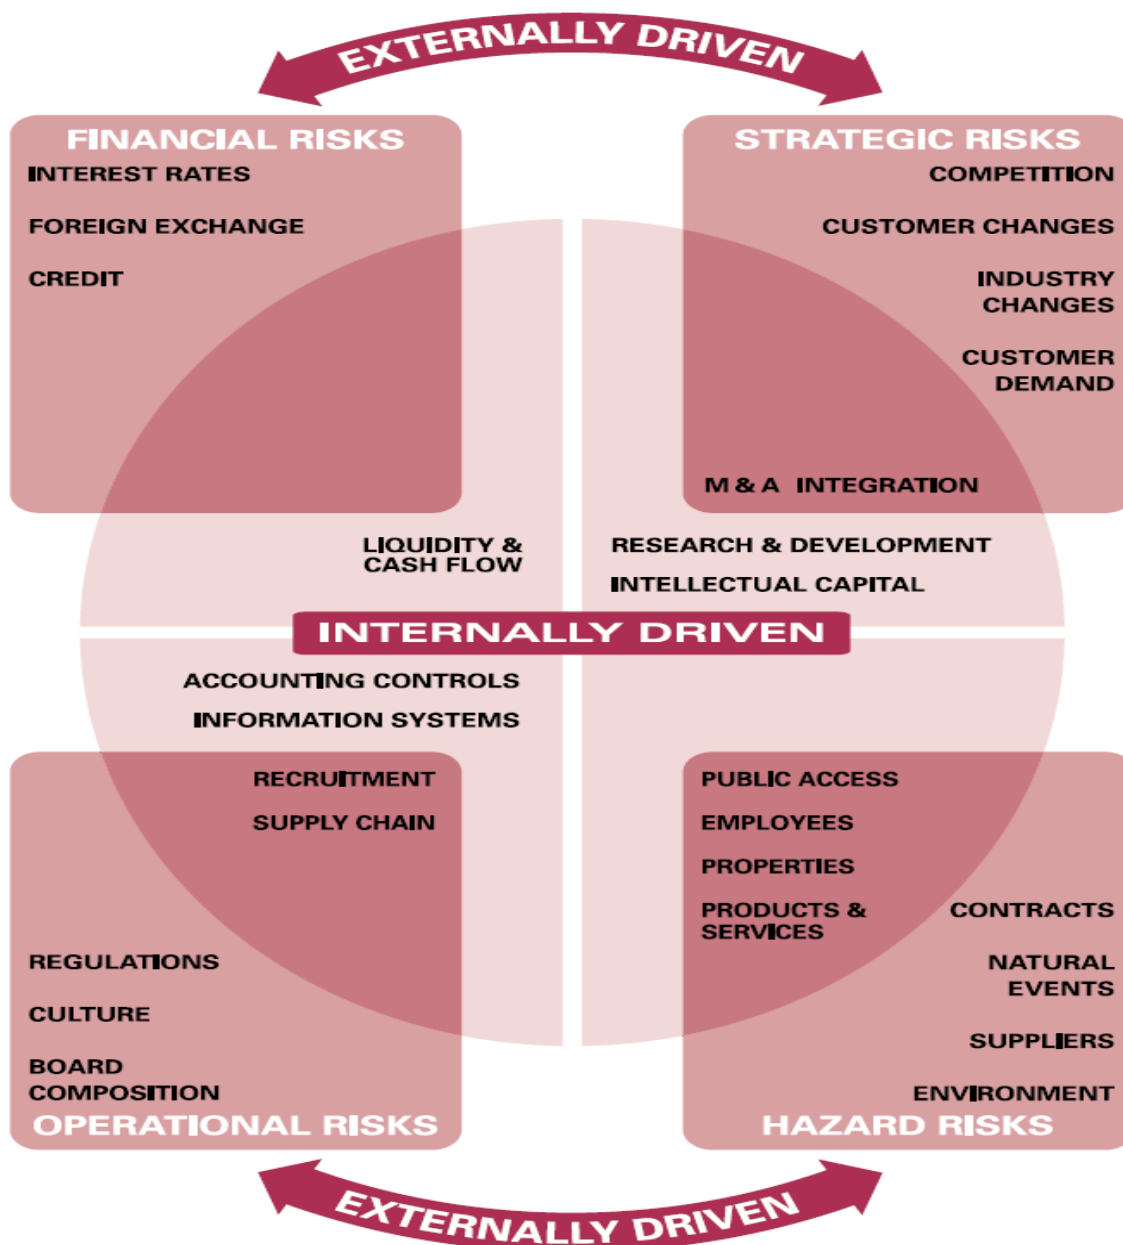 EXTERNALLY DRIVEN
FINANCIAL RISKS
INTEREST RATES
FOREIGN EXCHANGE
CREDIT
STRATEGIC RISKS
COMPETITION
CUSTOMER CHANGES
INDUSTRY
CHANGES
CUSTOMER
DEMAND
M & A INTEGRATION
LIQUIDITY &
CASH FLOW
RESEARCH & DEVELOPMENT
INTELLECTUAL CAPITAL
INTERNALLY DRIVEN
ACCOUNTING CONTROLS
INFORMATION SYSTEMS
RECRUITMENT
SUPPLY CHAIN
REGULATIONS
CULTURE
BOARD
COMPOSITION
OPERATIONAL RISKS
PUBLIC ACCESS
EMPLOYEES
PROPERTIES
PRODUCTS &
SERVICES
CONTRACTS
NATURAL
EVENTS
SUPPLIERS
ENVIRONMENT
HAZARD RISKS
EXTERNALLY DRIVEN